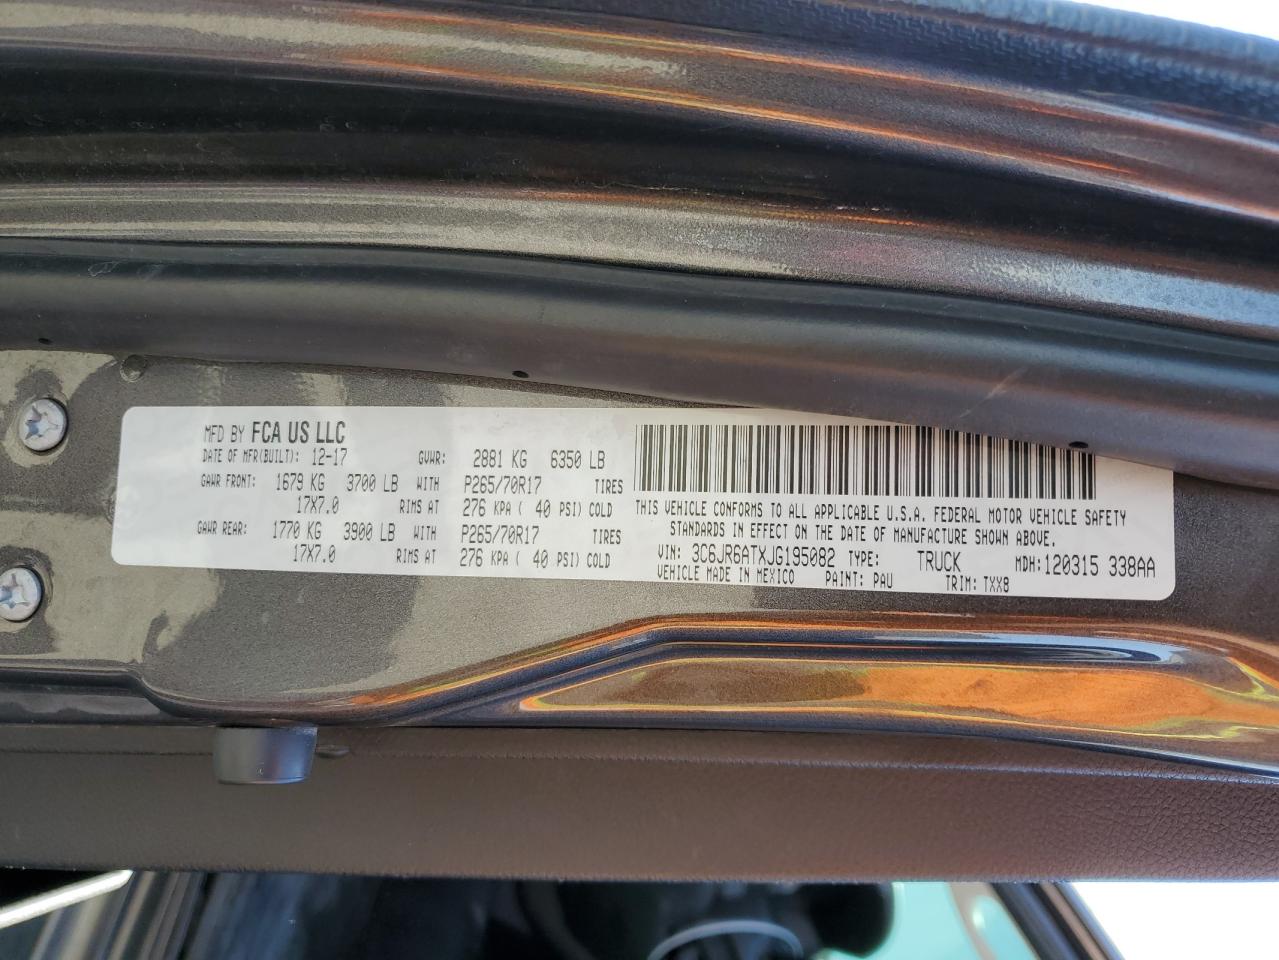 MFD BY FCA US LLC
DATE OF MFR(BUILT): 12-17 GVWR: 2881 KG 6350 LB
GAWR FRONT: 1679 KG 3700 LB WITH P265/70R17 TIRES
17X7.0 RIMS AT 276 KPA ( 40 PSI) COLD
GAWR REAR: 1770 KG 3900 LB WITH P265/70R17 TIRES
17X7.0 RIMS AT 276 KPA ( 40 PSI) COLD
THIS VEHICLE CONFORMS TO ALL APPLICABLE U.S.A. FEDERAL MOTOR VEHICLE SAFETY
STANDARDS IN EFFECT ON THE DATE OF MANUFACTURE SHOWN ABOVE.
VIN: 3C6JR6ATXJG195082 TYPE: TRUCK MDH:120315 338AA
VEHICLE MADE IN MEXICO PAINT: PAU TRIM: TXX8